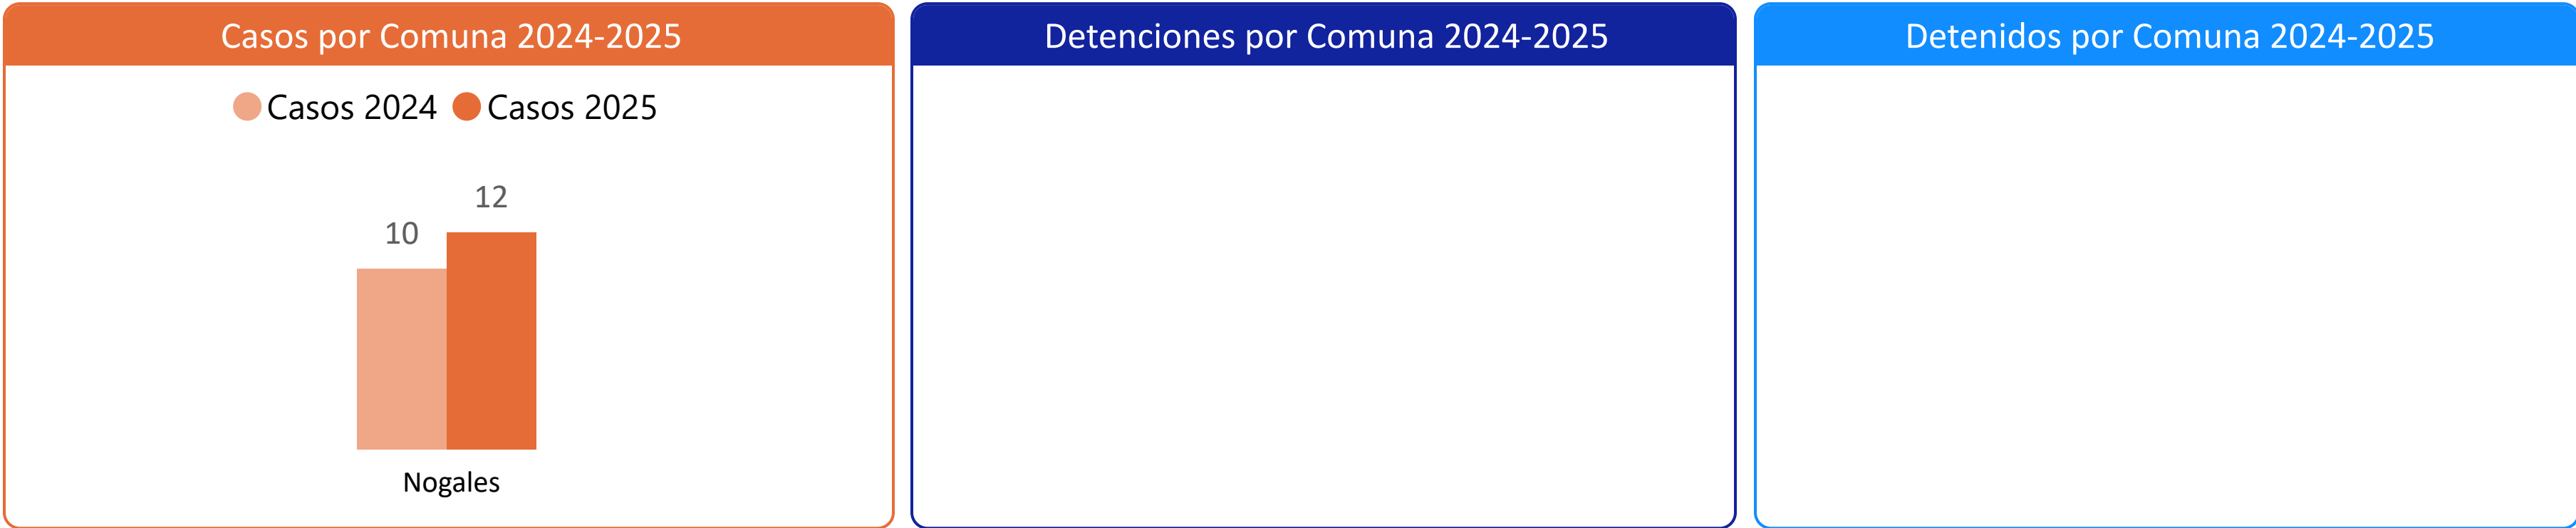 Casos por Comuna 2024-2025
Casos 2024 Casos 2025
12
10
Nogales
Detenciones por Comuna 2024-2025
Detenidos por Comuna 2024-2025